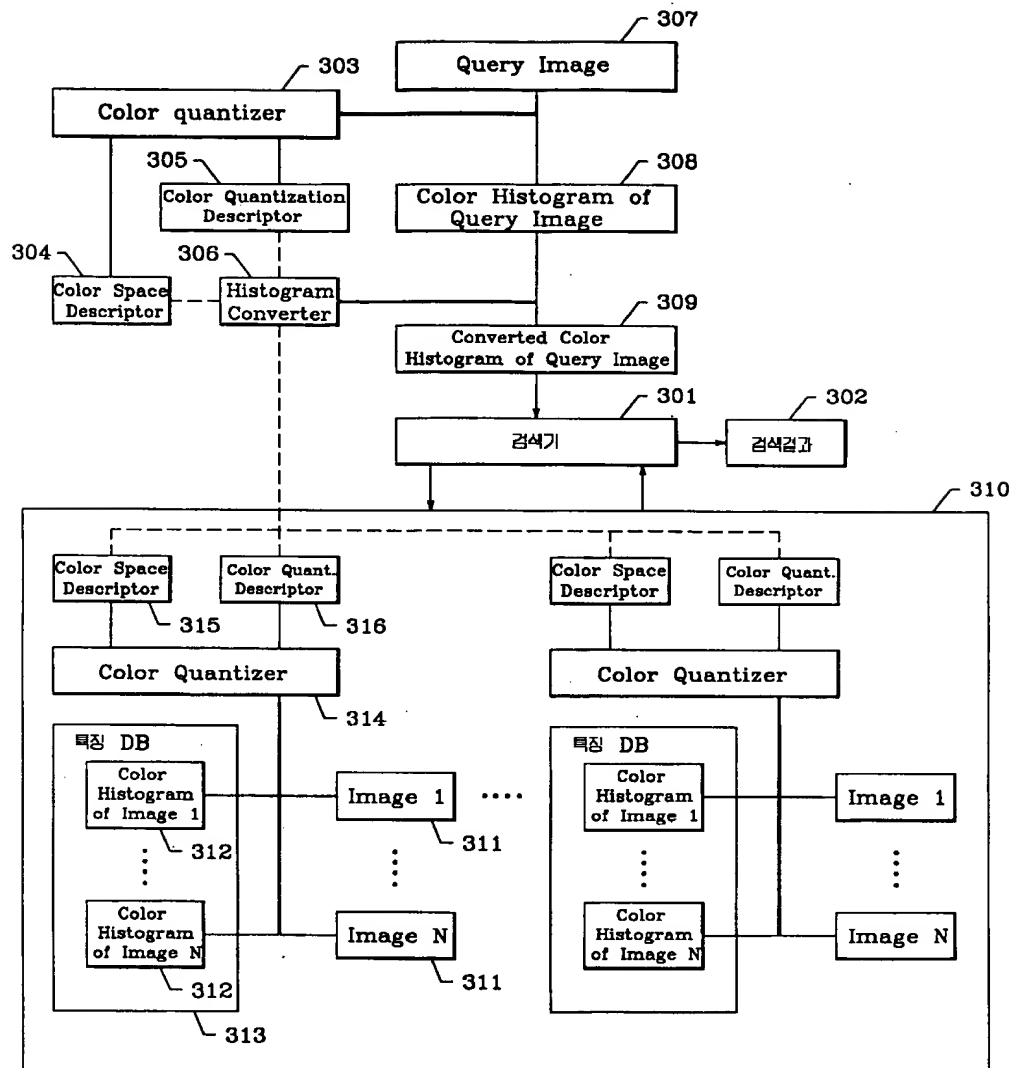 307
Query Image
303
Color quantizer
305
308
Color Quantization
Descriptor
Color Histogram of
Query Image
304
306
Color Space
Descriptor
Histogram
Converter
309
Converted Color
Histogram of Query Image
301
302
검색기
검색결과
310
Color Space
Descriptor
Color Quant.
Descriptor
Color Space
Descriptor
Color Quant.
Descriptor
315
316
Color Quantizer
Color Quantizer
314
특징 DB
특징 DB
Color
Histogram
of Image 1
Image 1
Color
Histogram
of Image 1
Image 1
312
311
Color
Histogram
of Image N
Image N
Color
Histogram
of Image N
Image N
312
311
313